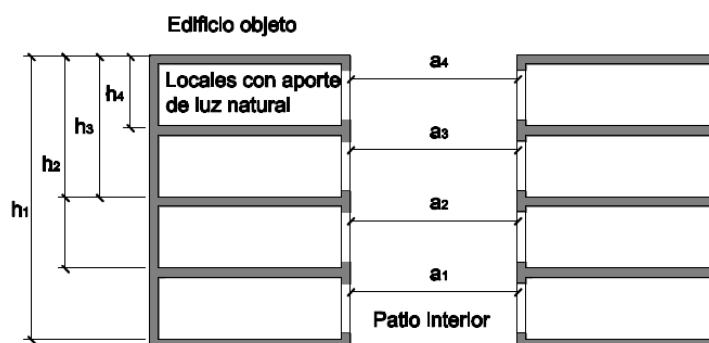 Edificio objeto
Locales con aporte
de luz natural
h4
h3
h2
h1
a4
a3
a2
a1
Patio interior